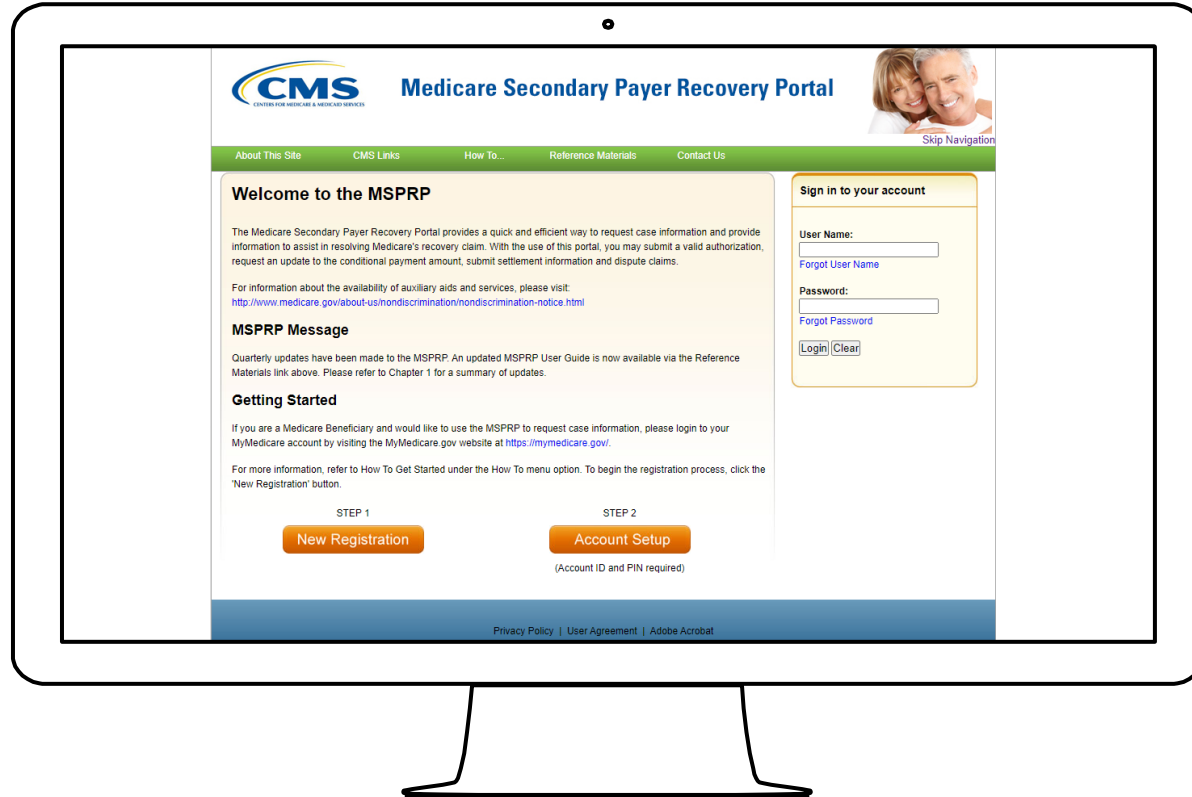 CMS
CENTERS FOR MEDICARE & MEDICAID SERVICES
Medicare Secondary Payer Recovery Portal
Skip Navigation
About This Site CMS Links How To... Reference Materials Contact Us
Welcome to the MSPRP
The Medicare Secondary Payer Recovery Portal provides a quick and efficient way to request case information and provide
information to assist in resolving Medicare's recovery claim. With the use of this portal, you may submit a valid authorization,
request an update to the conditional payment amount, submit settlement information and dispute claims.
For information about the availability of auxiliary aids and services, please visit:
http://www.medicare.gov/about-us/nondiscrimination/nondiscrimination-notice.html
MSPRP Message
Quarterly updates have been made to the MSPRP. An updated MSPRP User Guide is now available via the Reference
Materials link above. Please refer to Chapter 1 for a summary of updates.
Getting Started
If you are a Medicare Beneficiary and would like to use the MSPRP to request case information, please login to your
MyMedicare account by visiting the MyMedicare.gov website at https://mymedicare.gov/.
For more information, refer to How To Get Started under the How To menu option. To begin the registration process, click the
'New Registration' button.
STEP 1 STEP 2
New Registration Account Setup
(Account ID and PIN required)
Sign in to your account
User Name:
Forgot User Name
Password:
Forgot Password
Login Clear
Privacy Policy | User Agreement | Adobe Acrobat